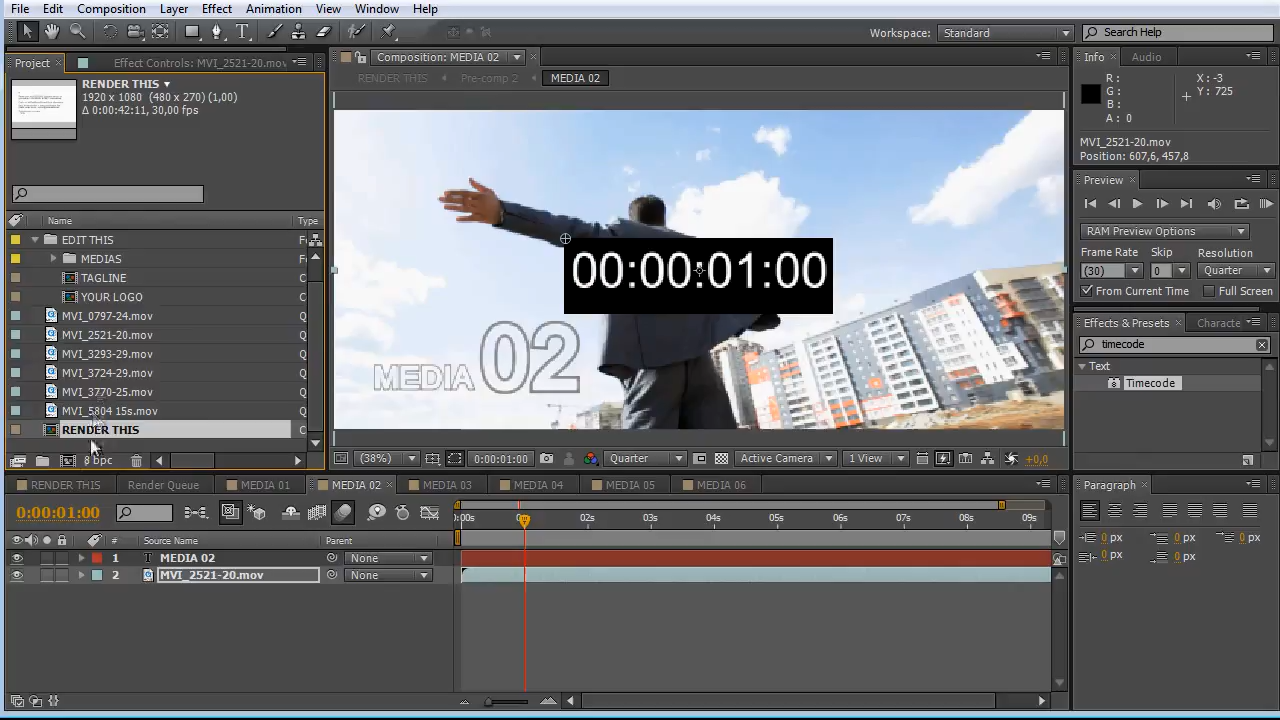 File Edit Composition Layer Effect Animation View Window Help
Workspace: Standard Search Help
Project Effect Controls: MVI_2521-20.mov
Composition: MEDIA 02
Info Audio
RENDER THIS
1920 x 1080 (480 x 270) (1,00)
Δ 0:00:42:11, 30,00 fps
RENDER THIS Pre-comp 2 MEDIA 02
R : X : -3
G : Y : 725
B :
A : 0
MVI_2521-20.mov
Position: 607,6, 457,8
Preview
RAM Preview Options
Frame Rate Skip Resolution
(30) 0 Quarter
From Current Time Full Screen
Effects & Presets Characte
timecode
Text
Timecode
Name Type
EDIT THIS F
MEDIAS F
TAGLINE C
YOUR LOGO C
MVI_0797-24.mov Q
MVI_2521-20.mov Q
MVI_3293-29.mov Q
MVI_3724-29.mov Q
MVI_3770-25.mov Q
MVI_5804 15s.mov Q
RENDER THIS C
8 bpc
00:00:01:00
MEDIA 02
(38%) 0:00:01:00 Quarter Active Camera 1 View +0,0
RENDER THIS Render Queue MEDIA 01 MEDIA 02 MEDIA 03 MEDIA 04 MEDIA 05 MEDIA 06
Paragraph
0:00:01:00
:00s 02s 03s 04s 05s 06s 07s 08s 09s
# Source Name Parent
1 T MEDIA 02 None
2 MVI_2521-20.mov None
0 px 0 px 0 px
0 px 0 px